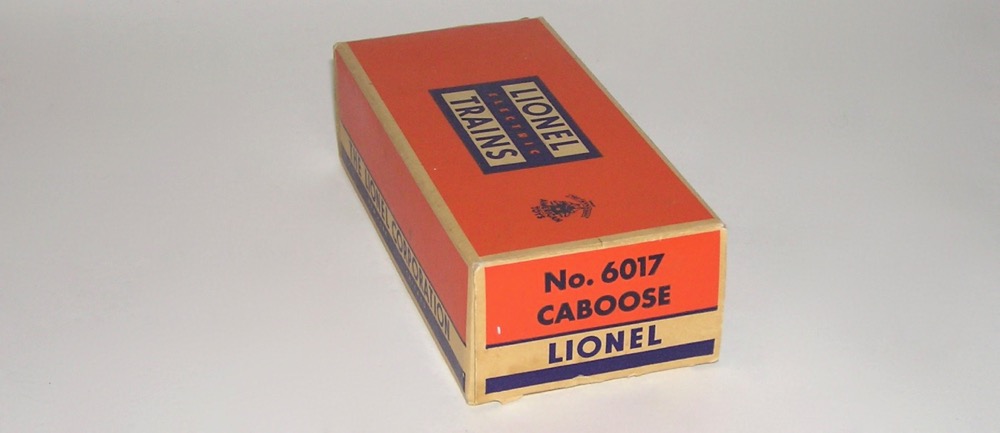 LIONEL
ELECTRIC
TRAINS
No. 6017
CABOOSE
LIONEL
THE LIONEL CORPORATION